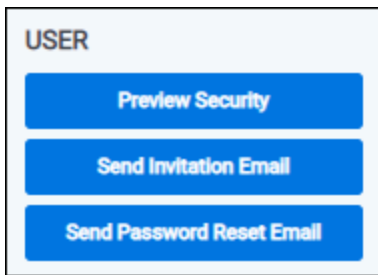 USER
Preview Security
Send Invitation Email
Send Password Reset Email